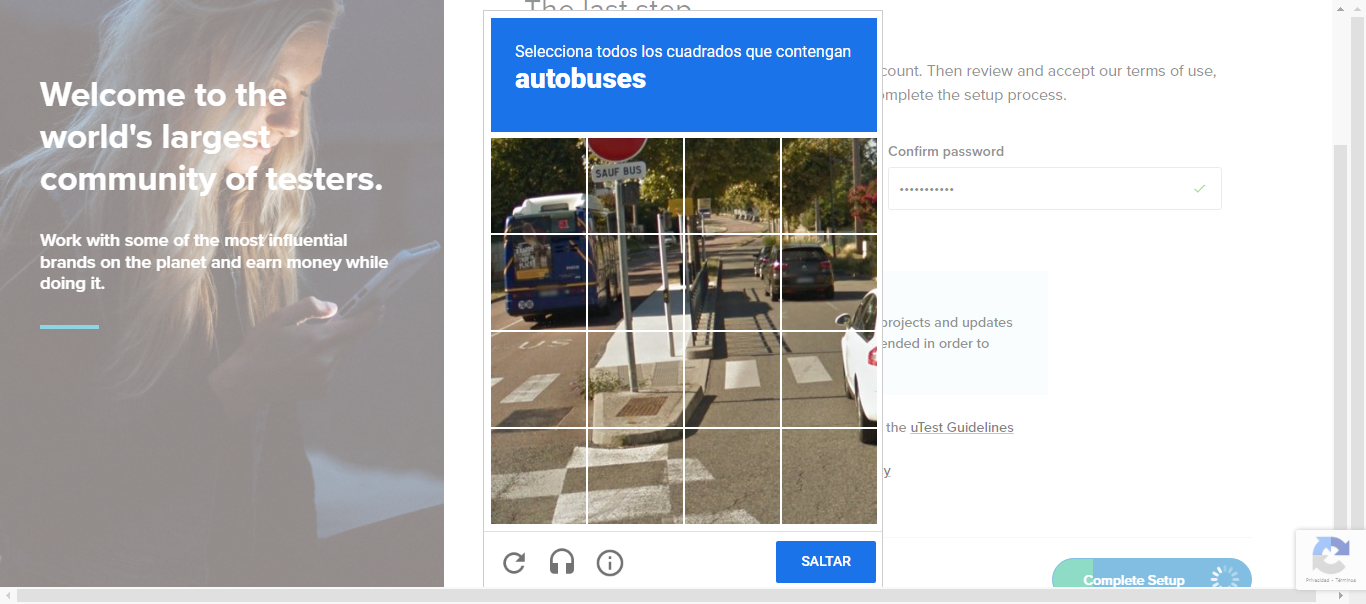 The last step
Welcome to the
world's largest
community of testers.
Work with some of the most influential
brands on the planet and earn money while
doing it.
Selecciona todos los cuadrados que contengan
autobuses
SAUF BUS
SALTAR
count. Then review and accept our terms of use,
mplete the setup process.
Confirm password
•••••••••••
projects and updates
ended in order to
the uTest Guidelines
y
Complete Setup
Privacidad - Términos